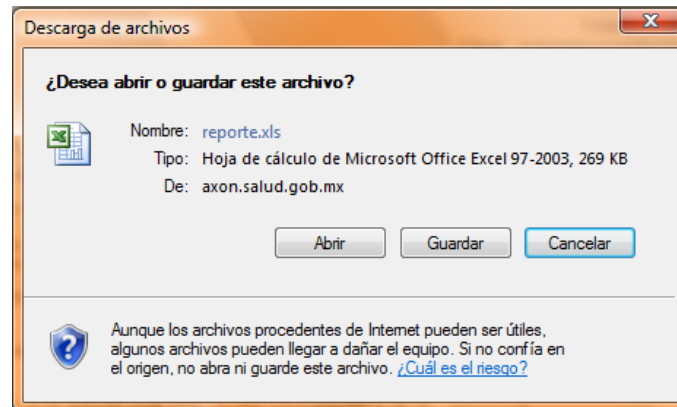 Descarga de archivos
¿Desea abrir o guardar este archivo?
Nombre: reporte.xls
Tipo: Hoja de cálculo de Microsoft Office Excel 97-2003, 269 KB
De: axon.salud.gob.mx
Abrir Guardar Cancelar
Aunque los archivos procedentes de Internet pueden ser útiles,
algunos archivos pueden llegar a dañar el equipo. Si no confía en
el origen, no abra ni guarde este archivo. ¿Cuál es el riesgo?